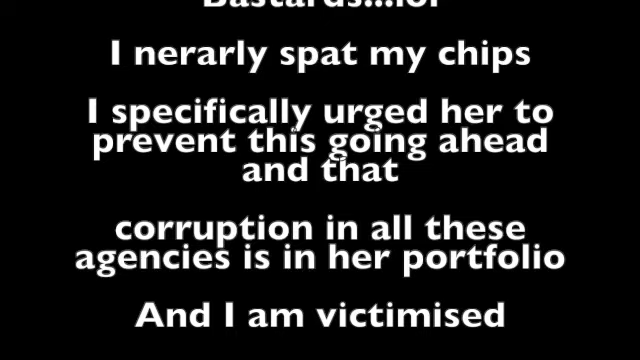 Bastards...lol
I nerarly spat my chips
I specifically urged her to
prevent this going ahead
and that
corruption in all these
agencies is in her portfolio
And I am victimised